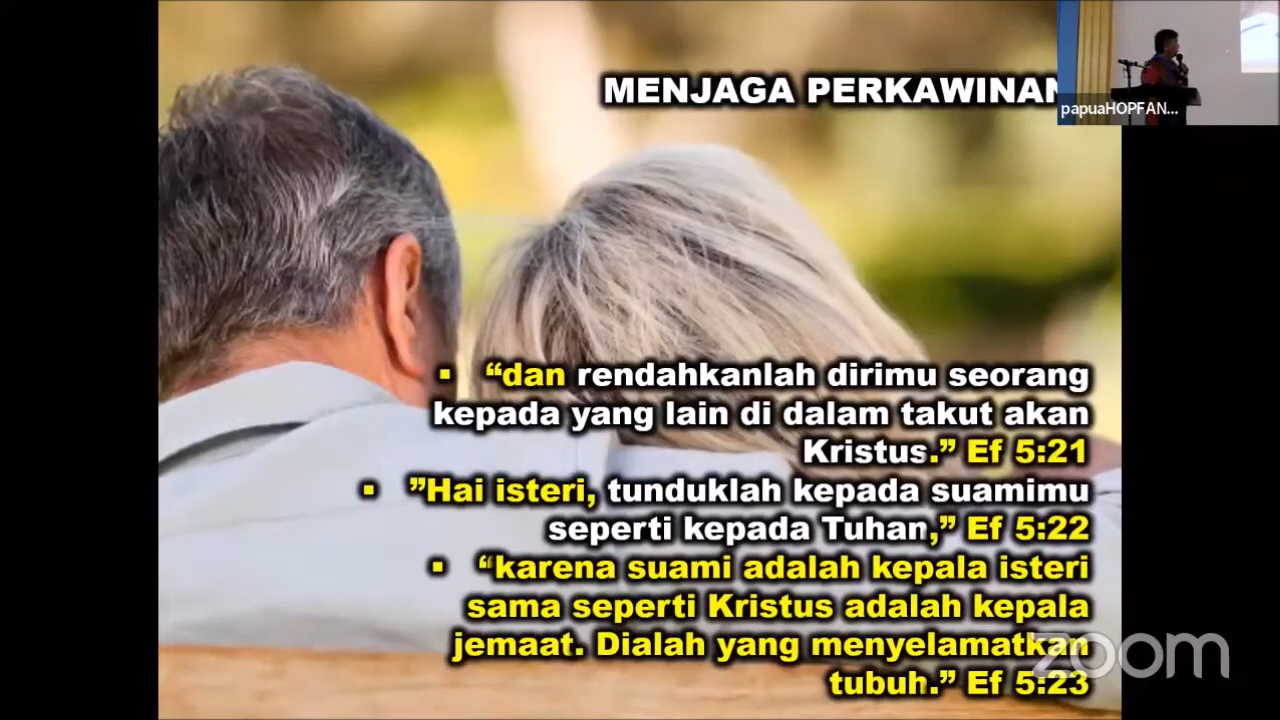 MENJAGA PERKAWINAN
papuaHOPFAN...
▪ “dan rendahkanlah dirimu seorang
kepada yang lain di dalam takut akan
Kristus.” Ef 5:21
▪ ”Hai isteri, tunduklah kepada suamimu
seperti kepada Tuhan,” Ef 5:22
▪ “karena suami adalah kepala isteri
sama seperti Kristus adalah kepala
jemaat. Dialah yang menyelamatkan
tubuh.” Ef 5:23
zoom